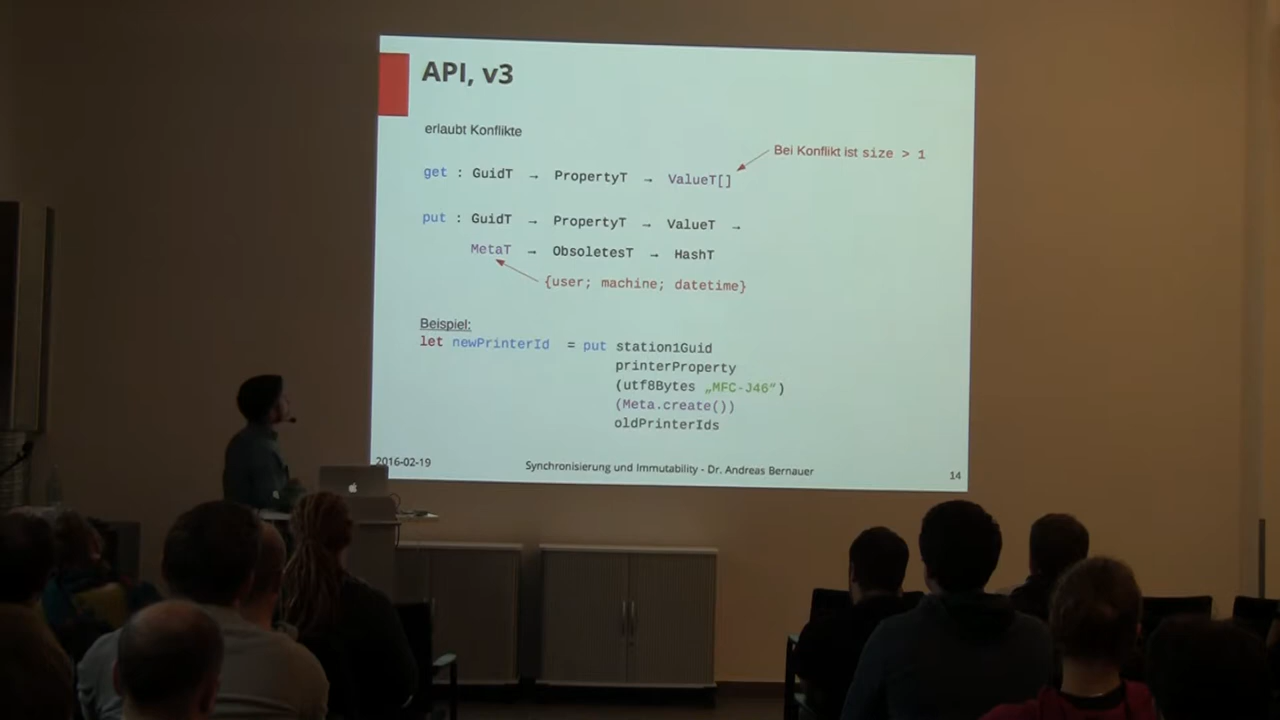 API, v3
erlaubt Konflikte
Bei Konflikt ist size > 1
get : GuidT → PropertyT → ValueT[]
put : GuidT → PropertyT → ValueT →
MetaT → ObsoletesT → HashT
{user; machine; datetime}
Beispiel:
let newPrinterId = put station1Guid
printerProperty
(utf8Bytes „MFC-J46“)
(Meta.create())
oldPrinterIds
2016-02-19
Synchronisierung und Immutability - Dr. Andreas Bernauer
14